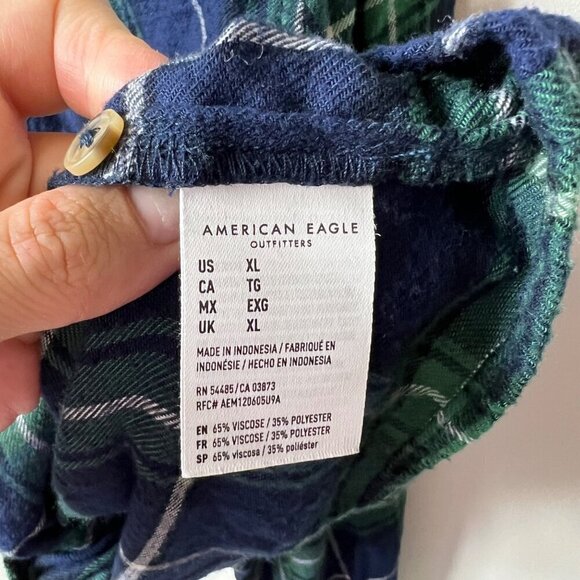 AMERICAN EAGLE
OUTFITTERS
US XL
CA TG
MX EXG
UK XL
MADE IN INDONESIA / FABRIQUÉ EN
INDONÉSIE / HECHO EN INDONESIA
RN 54485/CA 03873
RFC# AEM120605U9A
EN 65% VISCOSE / 35% POLYESTER
FR 65% VISCOSE / 35% POLYESTER
SP 65% viscosa / 35% poliéster